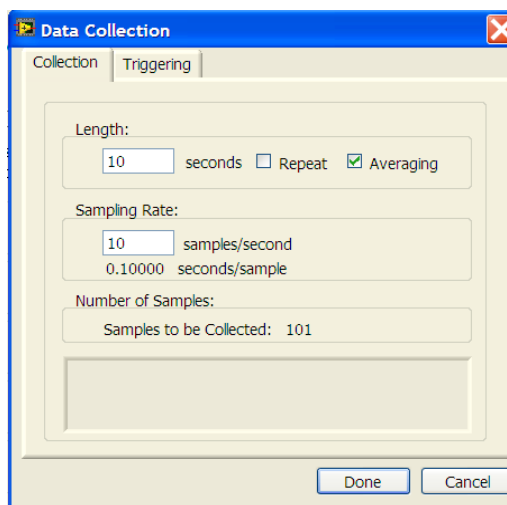 Data Collection
Collection Triggering
Length:
10 seconds Repeat Averaging
Sampling Rate:
10 samples/second
0.10000 seconds/sample
Number of Samples:
Samples to be Collected: 101
Done Cancel